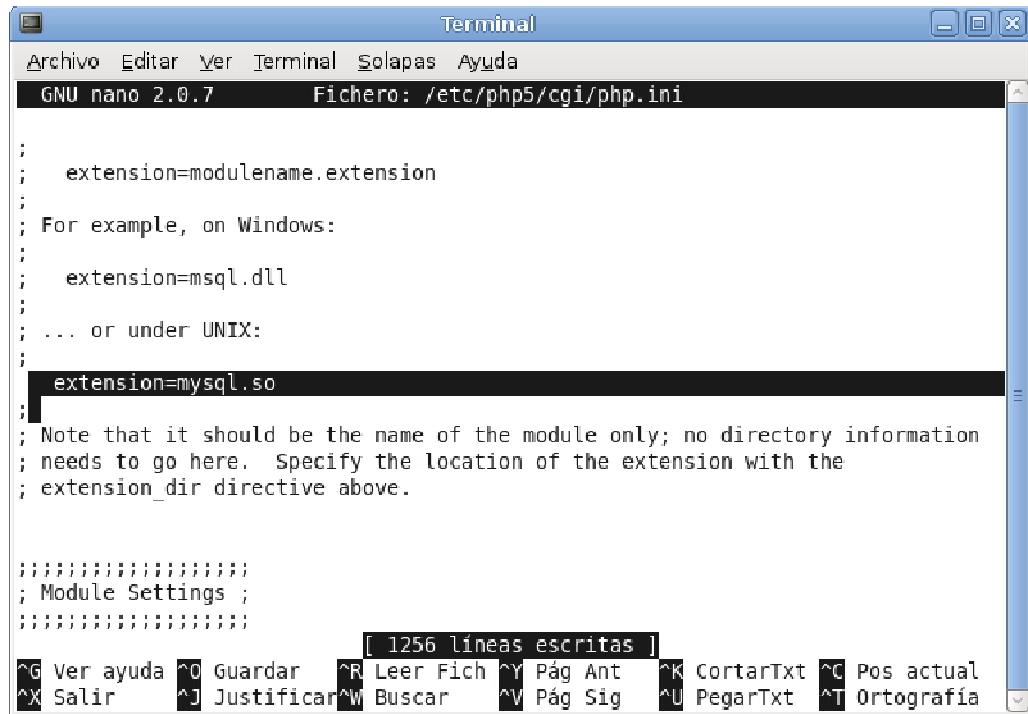 Terminal
Archivo Editar Ver Terminal Solapas Ayuda
GNU nano 2.0.7 Fichero: /etc/php5/cgi/php.ini
;
; extension=modulename.extension
;
; For example, on Windows:
;
; extension=msql.dll
;
; ... or under UNIX:
;
extension=mysql.so
;
; Note that it should be the name of the module only; no directory information
; needs to go here. Specify the location of the extension with the
; extension_dir directive above.
;;;;;;;;;;;;;;;;;;;
; Module Settings ;
;;;;;;;;;;;;;;;;;;;
[ 1256 líneas escritas ]
^G Ver ayuda ^O Guardar ^R Leer Fich ^Y Pág Ant ^K CortarTxt ^C Pos actual
^X Salir ^J Justificar ^W Buscar ^V Pág Sig ^U PegarTxt ^T Ortografía